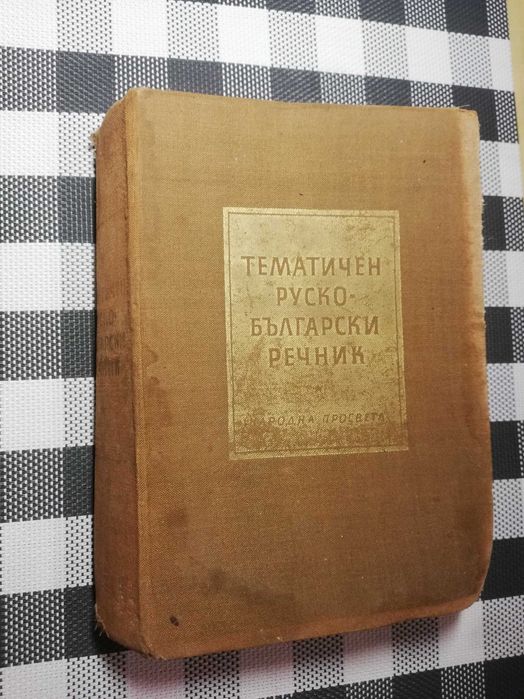 ТЕМАТИЧЕН
РУСКО-
БЪЛГАРСКИ
РЕЧНИК
НАРОДНА ПРОСВЕТА